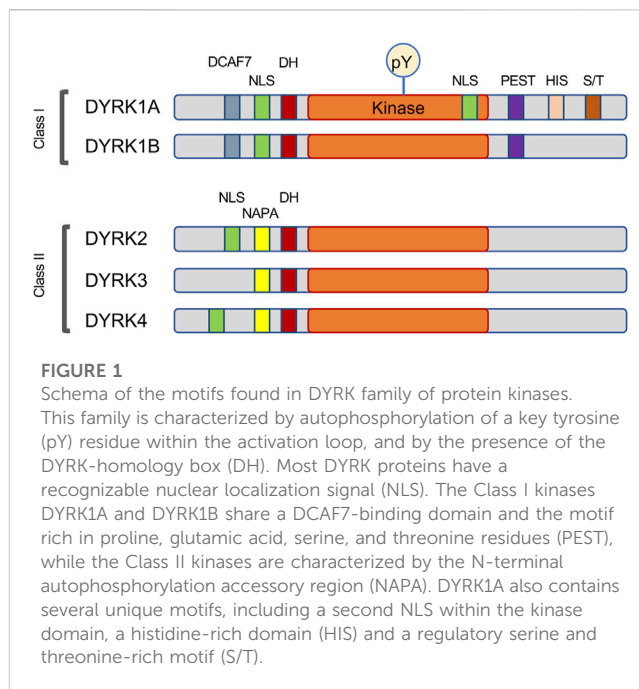 pY
DCAF7
DH
NLS
NLS
PEST
HIS
S/T
Class I
DYRK1A
Kinase
DYRK1B
NLS
DH
NAPA
Class II
DYRK2
DYRK3
DYRK4
FIGURE 1
Schema of the motifs found in DYRK family of protein kinases.
This family is characterized by autophosphorylation of a key tyrosine
(pY) residue within the activation loop, and by the presence of the
DYRK-homology box (DH). Most DYRK proteins have a
recognizable nuclear localization signal (NLS). The Class I kinases
DYRK1A and DYRK1B share a DCAF7-binding domain and the motif
rich in proline, glutamic acid, serine, and threonine residues (PEST),
while the Class II kinases are characterized by the N-terminal
autophosphorylation accessory region (NAPA). DYRK1A also contains
several unique motifs, including a second NLS within the kinase
domain, a histidine-rich domain (HIS) and a regulatory serine and
threonine-rich motif (S/T).